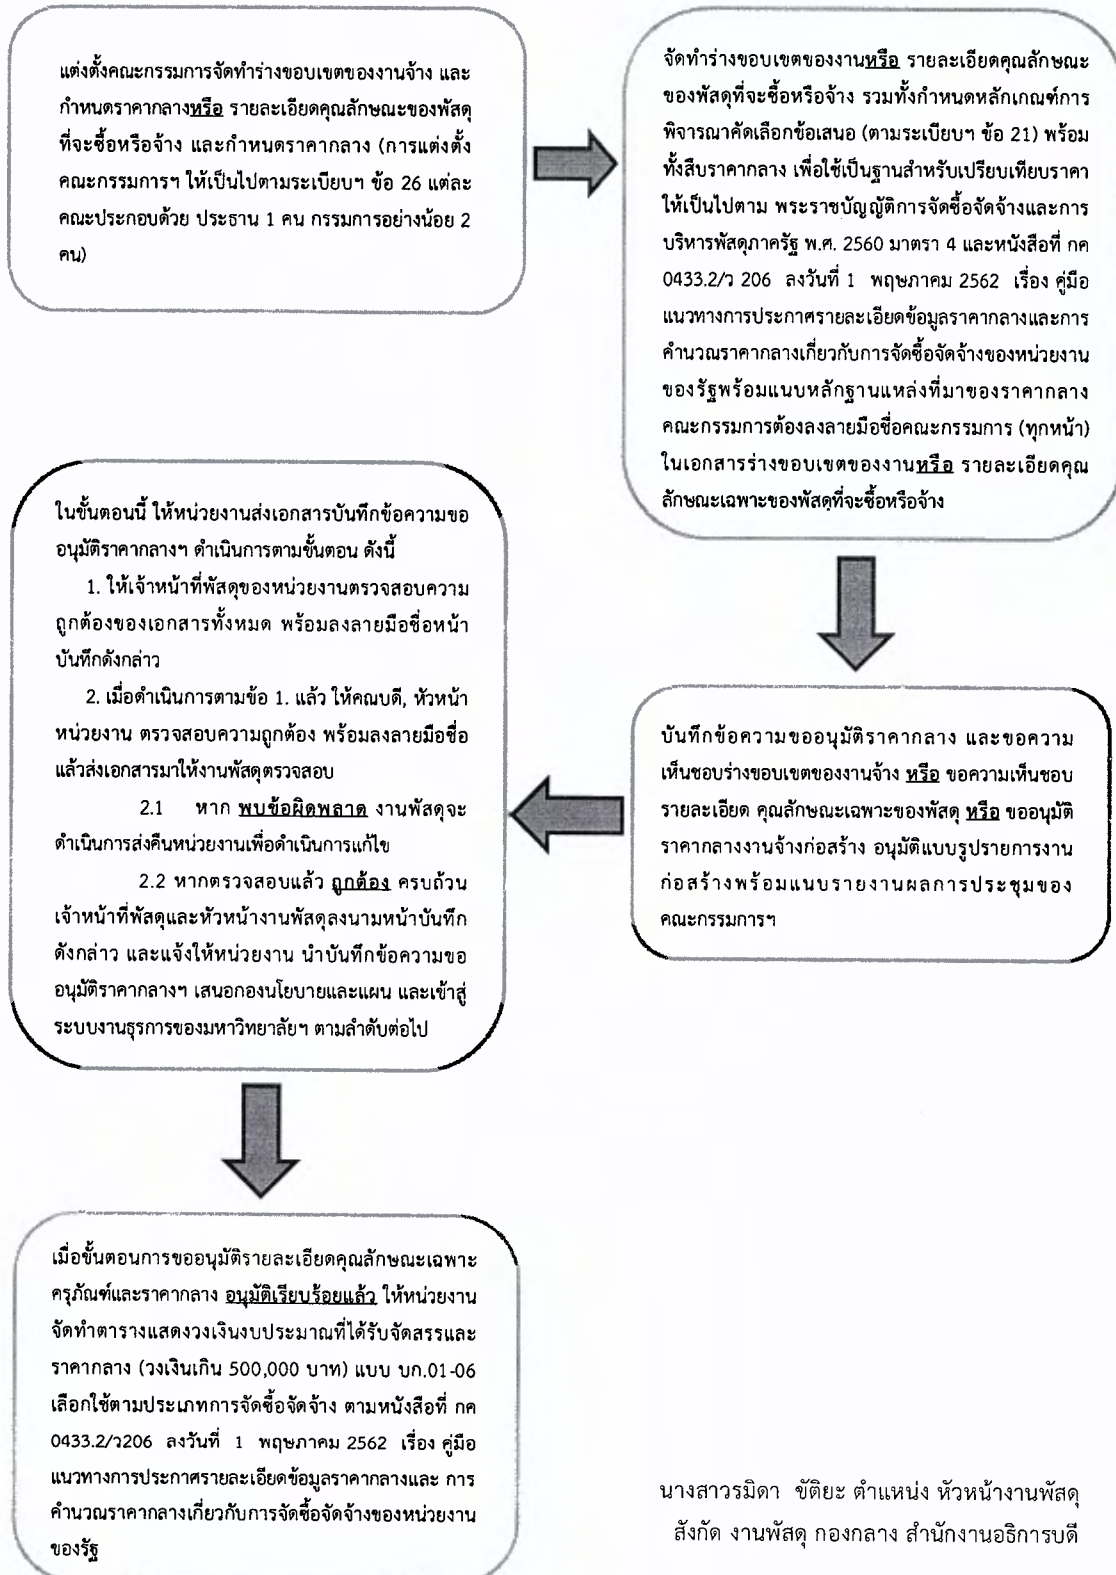 แต่งตั้งคณะกรรมการจัดทำร่างขอบเขตของงานจ้าง และ
กำหนดราคากลางหรือ รายละเอียดคุณลักษณะของพัสดุ
ที่จะซื้อหรือจ้าง และกำหนดราคากลาง (การแต่งตั้ง
คณะกรรมการฯ ให้เป็นไปตามระเบียบฯ ข้อ 26 แต่ละ
คณะประกอบด้วย ประธาน 1 คน กรรมการอย่างน้อย 2
คน)
จัดทำร่างขอบเขตของงานหรือ รายละเอียดคุณลักษณะ
ของพัสดุที่จะซื้อหรือจ้าง รวมทั้งกำหนดหลักเกณฑ์การ
พิจารณาคัดเลือกข้อเสนอ (ตามระเบียบฯ ข้อ 21) พร้อม
ทั้งสืบราคากลาง เพื่อใช้เป็นฐานสำหรับเปรียบเทียบราคา
ให้เป็นไปตาม พระราชบัญญัติการจัดซื้อจัดจ้างและการ
บริหารพัสดุภาครัฐ พ.ศ. 2560 มาตรา 4 และหนังสือที่ กค
0433.2/ว 206 ลงวันที่ 1 พฤษภาคม 2562 เรื่อง คู่มือ
แนวทางการประกาศรายละเอียดข้อมูลราคากลางและการ
คำนวณราคากลางเกี่ยวกับการจัดซื้อจัดจ้างของหน่วยงาน
ของรัฐพร้อมแนบหลักฐานแหล่งที่มาของราคากลาง
คณะกรรมการต้องลงลายมือชื่อคณะกรรมการ (ทุกหน้า)
ในเอกสารร่างขอบเขตของงานหรือ รายละเอียดคุณ
ลักษณะเฉพาะของพัสดุที่จะซื้อหรือจ้าง
บันทึกข้อความขออนุมัติราคากลาง และขอความ
เห็นชอบร่างขอบเขตของงานจ้าง หรือ ขอความเห็นชอบ
รายละเอียด คุณลักษณะเฉพาะของพัสดุ หรือ ขออนุมัติ
ราคากลางงานจ้างก่อสร้าง อนุมัติแบบรูปรายการงาน
ก่อสร้างพร้อมแนบรายงานผลการประชุมของ
คณะกรรมการฯ
ในขั้นตอนนี้ ให้หน่วยงานส่งเอกสารบันทึกข้อความขอ
อนุมัติราคากลางฯ ดำเนินการตามขั้นตอน ดังนี้
1. ให้เจ้าหน้าที่พัสดุของหน่วยงานตรวจสอบความ
ถูกต้องของเอกสารทั้งหมด พร้อมลงลายมือชื่อหน้า
บันทึกดังกล่าว
2. เมื่อดำเนินการตามข้อ 1. แล้ว ให้คณบดี, หัวหน้า
หน่วยงาน ตรวจสอบความถูกต้อง พร้อมลงลายมือชื่อ
แล้วส่งเอกสารมาให้งานพัสดุตรวจสอบ
2.1 หาก พบข้อผิดพลาด งานพัสดุจะ
ดำเนินการส่งคืนหน่วยงานเพื่อดำเนินการแก้ไข
2.2 หากตรวจสอบแล้ว ถูกต้อง ครบถ้วน
เจ้าหน้าที่พัสดุและหัวหน้างานพัสดุลงนามหน้าบันทึก
ดังกล่าว และแจ้งให้หน่วยงาน นำบันทึกข้อความขอ
อนุมัติราคากลางฯ เสนอกองนโยบายและแผน และเข้าสู่
ระบบงานธุรการของมหาวิทยาลัยฯ ตามลำดับต่อไป
เมื่อขั้นตอนการขออนุมัติรายละเอียดคุณลักษณะเฉพาะ
ครุภัณฑ์และราคากลาง อนุมัติเรียบร้อยแล้ว ให้หน่วยงาน
จัดทำตารางแสดงวงเงินงบประมาณที่ได้รับจัดสรรและ
ราคากลาง (วงเงินเกิน 500,000 บาท) แบบ บก.01-06
เลือกใช้ตามประเภทการจัดซื้อจัดจ้าง ตามหนังสือที่ กค
0433.2/ว206 ลงวันที่ 1 พฤษภาคม 2562 เรื่อง คู่มือ
แนวทางการประกาศรายละเอียดข้อมูลราคากลางและ การ
คำนวณราคากลางเกี่ยวกับการจัดซื้อจัดจ้างของหน่วยงาน
ของรัฐ
นางสาวรมิดา ขัติยะ ตำแหน่ง หัวหน้างานพัสดุ
สังกัด งานพัสดุ กองกลาง สำนักงานอธิการบดี